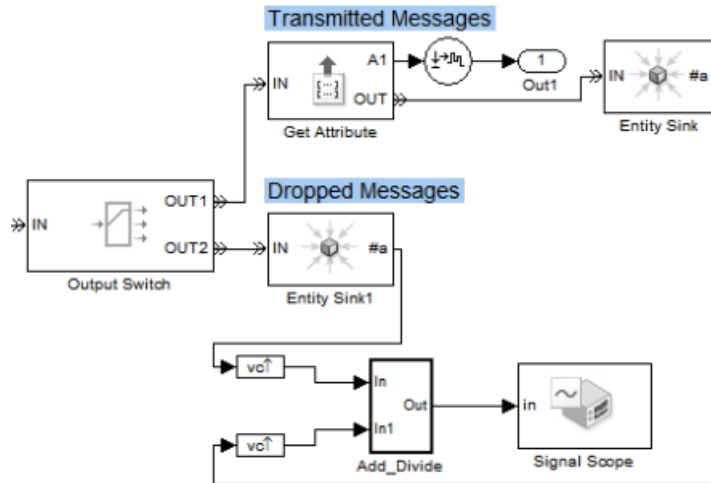 Transmitted Messages
IN
A1
OUT
Get Attribute
1
Out1
IN
#a
Entity Sink
IN
OUT1
OUT2
Output Switch
Dropped Messages
IN
#a
Entity Sink1
vc↑
vc↑
In
In1
Out
Add_Divide
in
Signal Scope